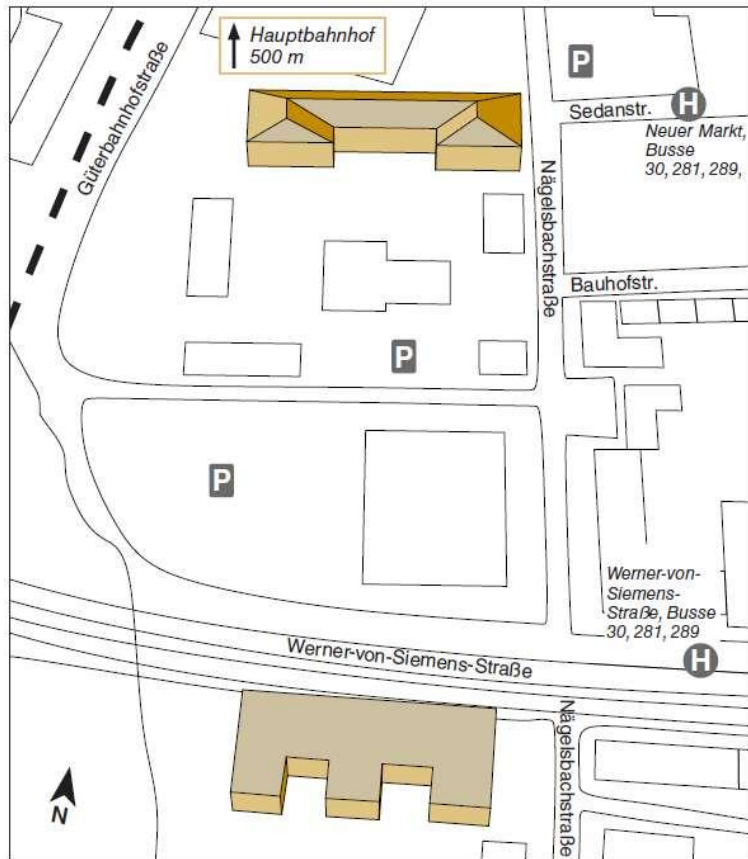 Hauptbahnhof
500 m
P
Güterbahnhofstraße
Sedanstr.
H
Neuer Markt,
Busse
30, 281, 289,
Nägelsbachstraße
Bauhofstr.
P
P
Werner-von-
Siemens-
Straße, Busse
30, 281, 289
H
Werner-von-Siemens-Straße
Nägelsbachstraße
N